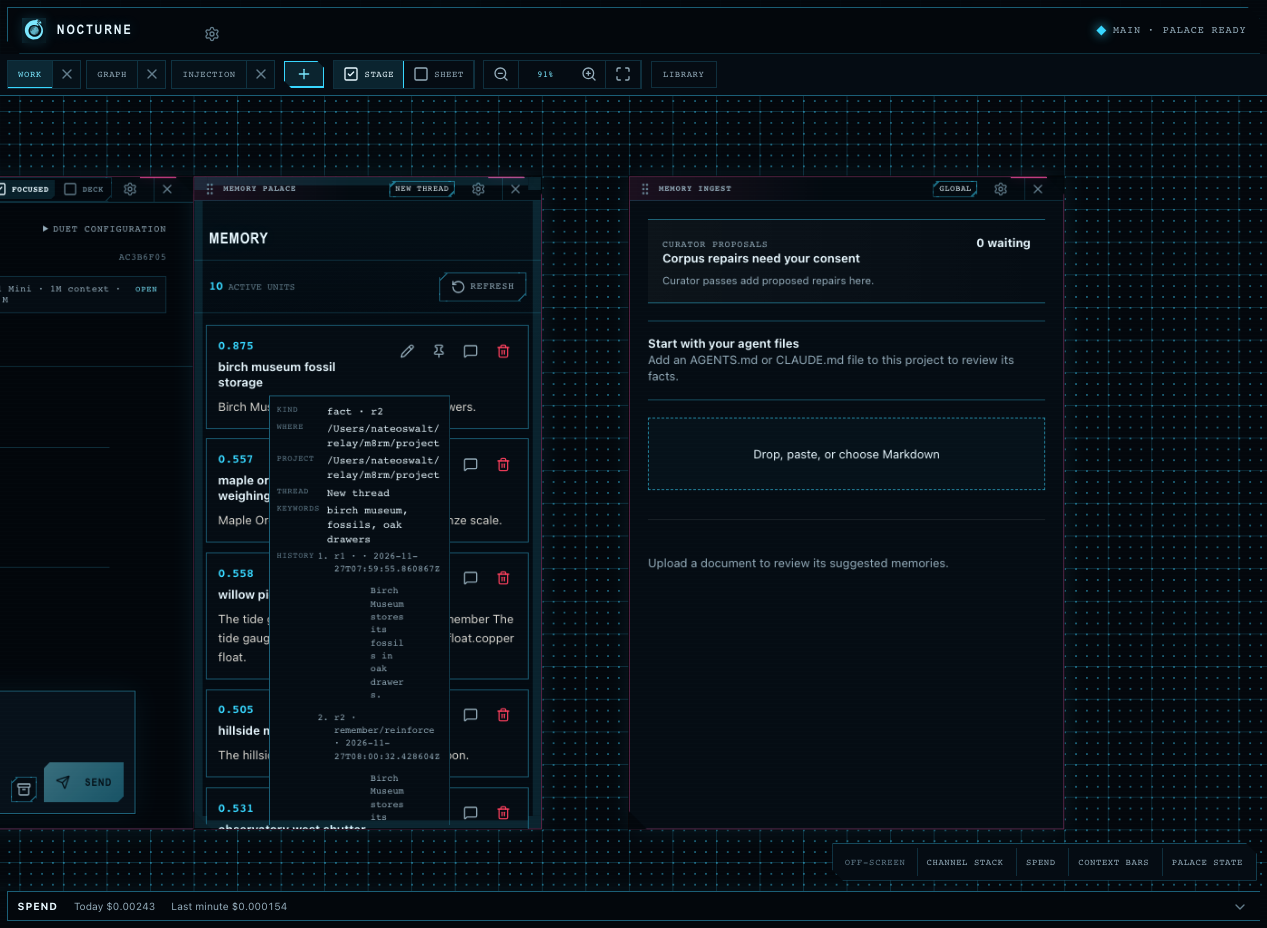 NOCTURNE
MAIN · PALACE READY
WORK
GRAPH
INJECTION
STAGE
SHEET
91%
LIBRARY
FOCUSED
DECK
DUET CONFIGURATION
AC3B6F05
Mini · 1M context ·
M
OPEN
SEND
MEMORY PALACE
NEW THREAD
MEMORY
10 ACTIVE UNITS
REFRESH
0.875
birch museum fossil
storage
Birch Mus
wers.
KIND fact · r2
WHERE /Users/nateoswalt/
relay/m8rm/project
PROJECT /Users/nateoswalt/
relay/m8rm/project
THREAD New thread
KEYWORDS birch museum,
fossils, oak
drawers
HISTORY 1. r1 · · 2026-11-
27T07:59:55.860867Z
Birch
Museum
stores
its
fossil
s in
oak
drawer
s.
2. r2 ·
remember/reinforce
· 2026-11-
27T08:00:32.428604Z
Birch
Museum
stores
its
0.557
maple or
weighing
Maple Or
nze scale.
0.558
willow pi
The tide g
member The
tide gaug
float.copper
float.
0.505
hillside m
The hillsi
on.
0.531
observatory west shutter
MEMORY INGEST
GLOBAL
CURATOR PROPOSALS
Corpus repairs need your consent
0 waiting
Curator passes add proposed repairs here.
Start with your agent files
Add an AGENTS.md or CLAUDE.md file to this project to review its
facts.
Drop, paste, or choose Markdown
Upload a document to review its suggested memories.
OFF-SCREEN
CHANNEL STACK
SPEND
CONTEXT BARS
PALACE STATE
SPEND Today $0.00243 Last minute $0.000154